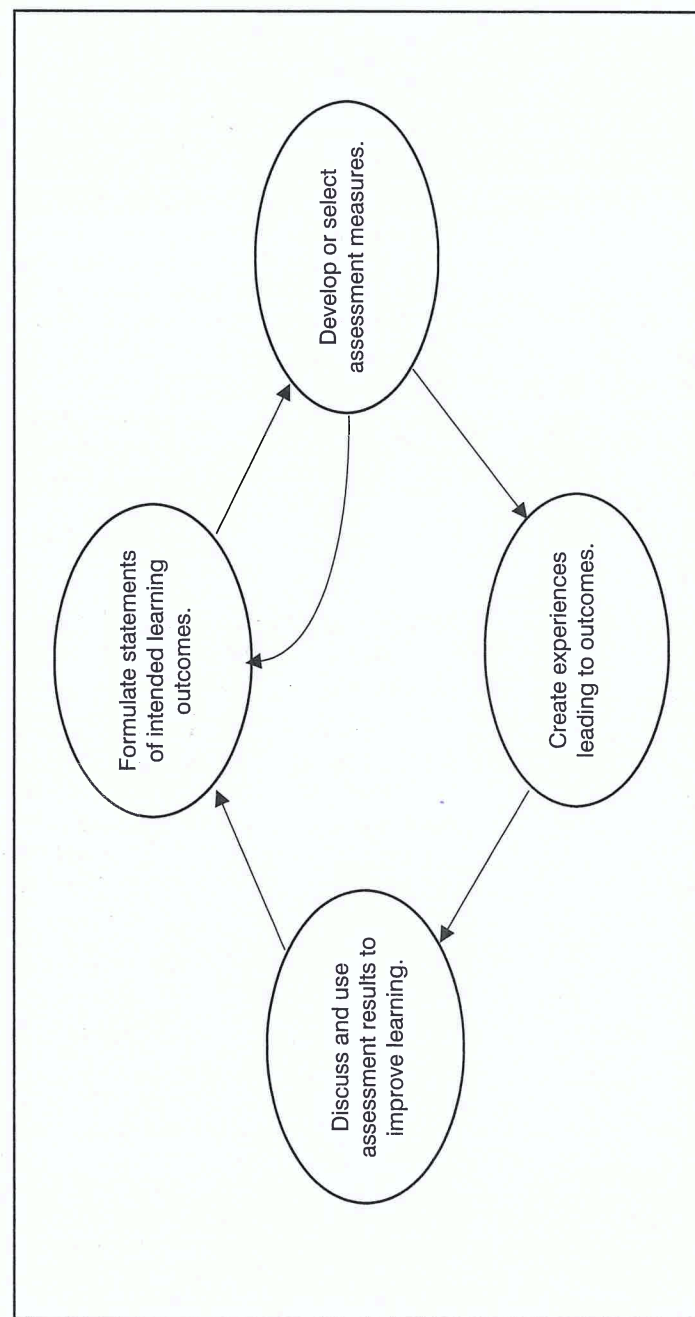 Formulate statements
of intended learning
outcomes.
Develop or select
assessment measures.
Create experiences
leading to outcomes.
Discuss and use
assessment results to
improve learning.